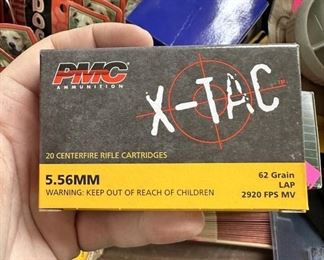 PMC
AMMUNITION
X-TAC
20 CENTERFIRE RIFLE CARTRIDGES
5.56MM
WARNING: KEEP OUT OF REACH OF CHILDREN
62 Grain
LAP
2920 FPS MV